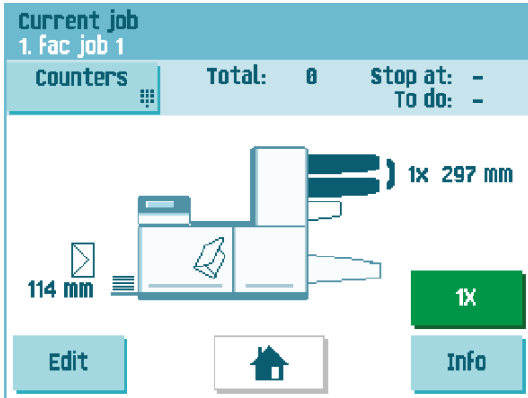 Current job
1. fac job 1
Counters
Total: 0
Stop at: -
To do: -
1x 297 mm
114 mm
1X
Edit
Info